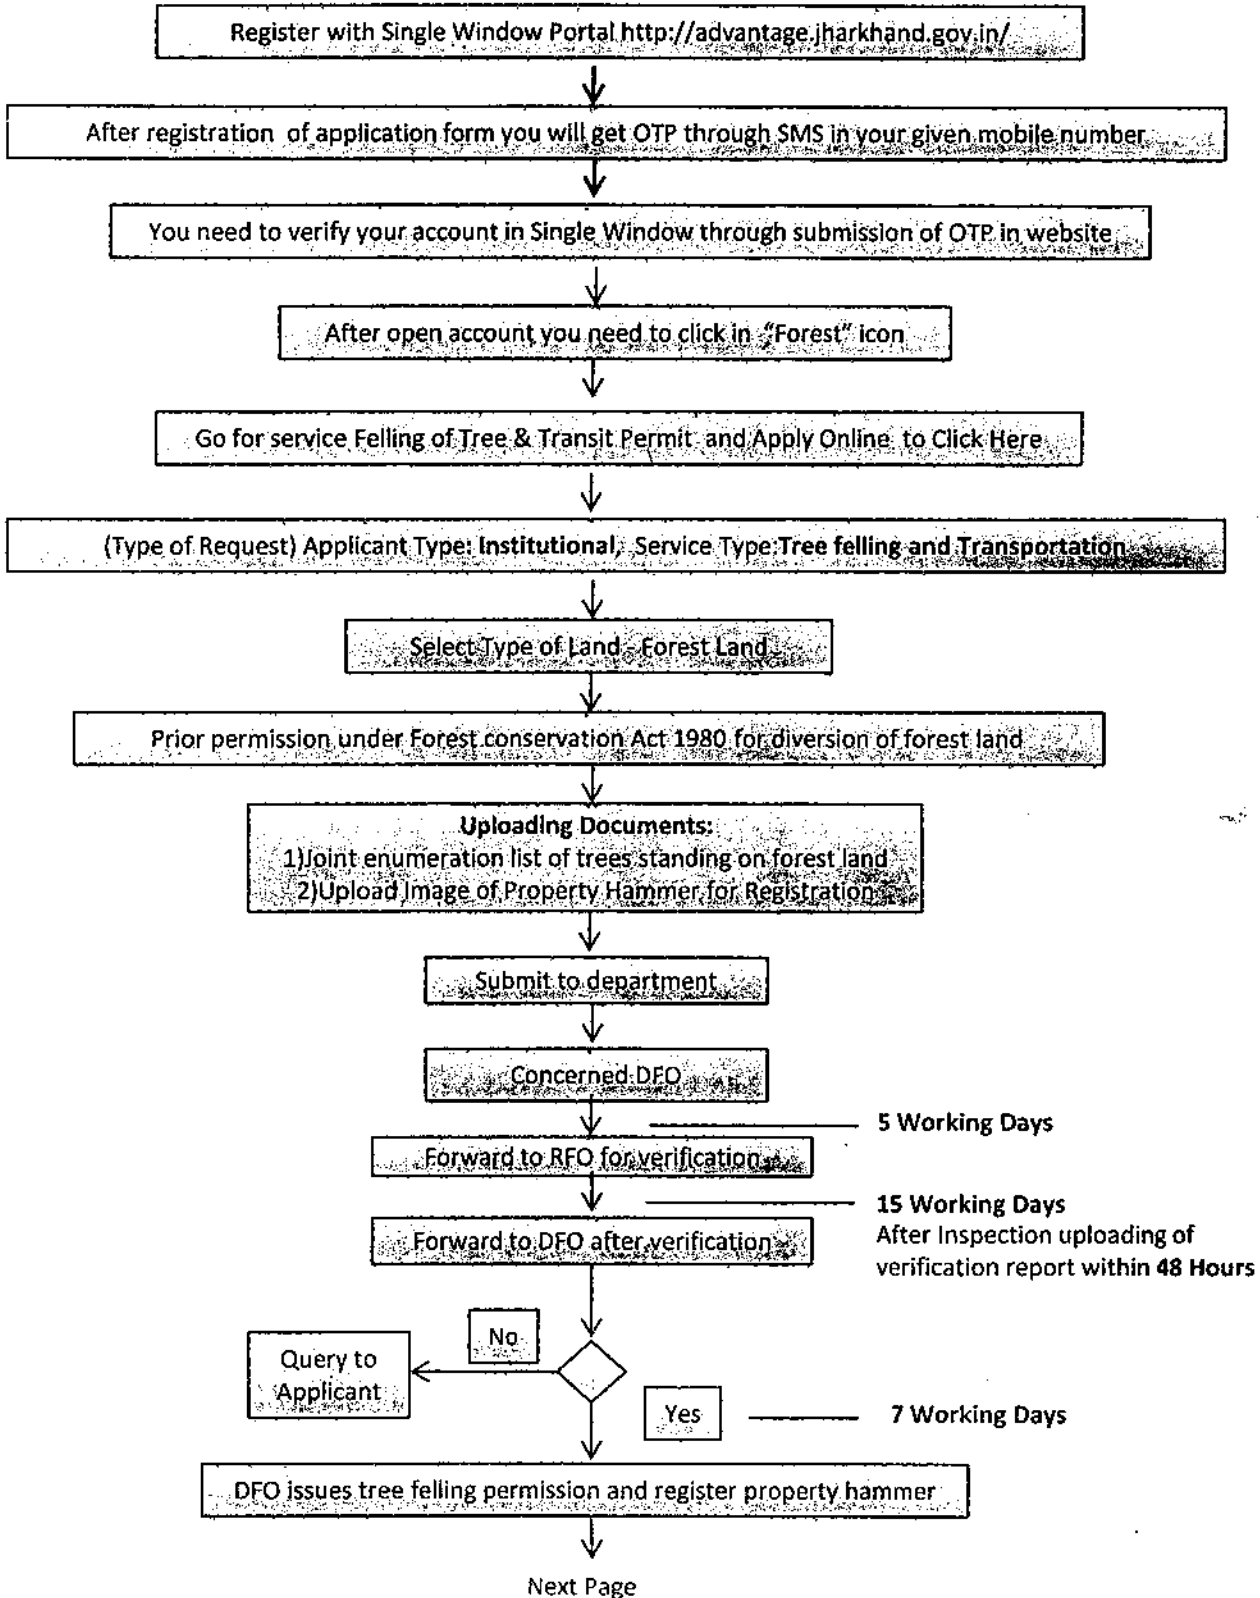 Register with Single Window Portal http://advantage.jharkhand.gov.in/
After registration of application form you will get OTP through SMS in your given mobile number
You need to verify your account in Single Window through submission of OTP in website
After open account you need to click in "Forest" icon
Go for service Felling of Tree & Transit Permit and Apply Online to Click Here
(Type of Request) Applicant Type: Institutional, Service Type:Tree felling and Transportation
Select Type of Land - Forest Land
Prior permission under Forest conservation Act 1980 for diversion of forest land
Uploading Documents:
1)Joint enumeration list of trees standing on forest land
2)Upload Image of Property Hammer for Registration
Submit to department
Concerned DFO
5 Working Days
Forward to RFO for verification
15 Working Days
After Inspection uploading of
verification report within 48 Hours
Forward to DFO after verification
No
Query to
Applicant
Yes
7 Working Days
DFO issues tree felling permission and register property hammer
Next Page